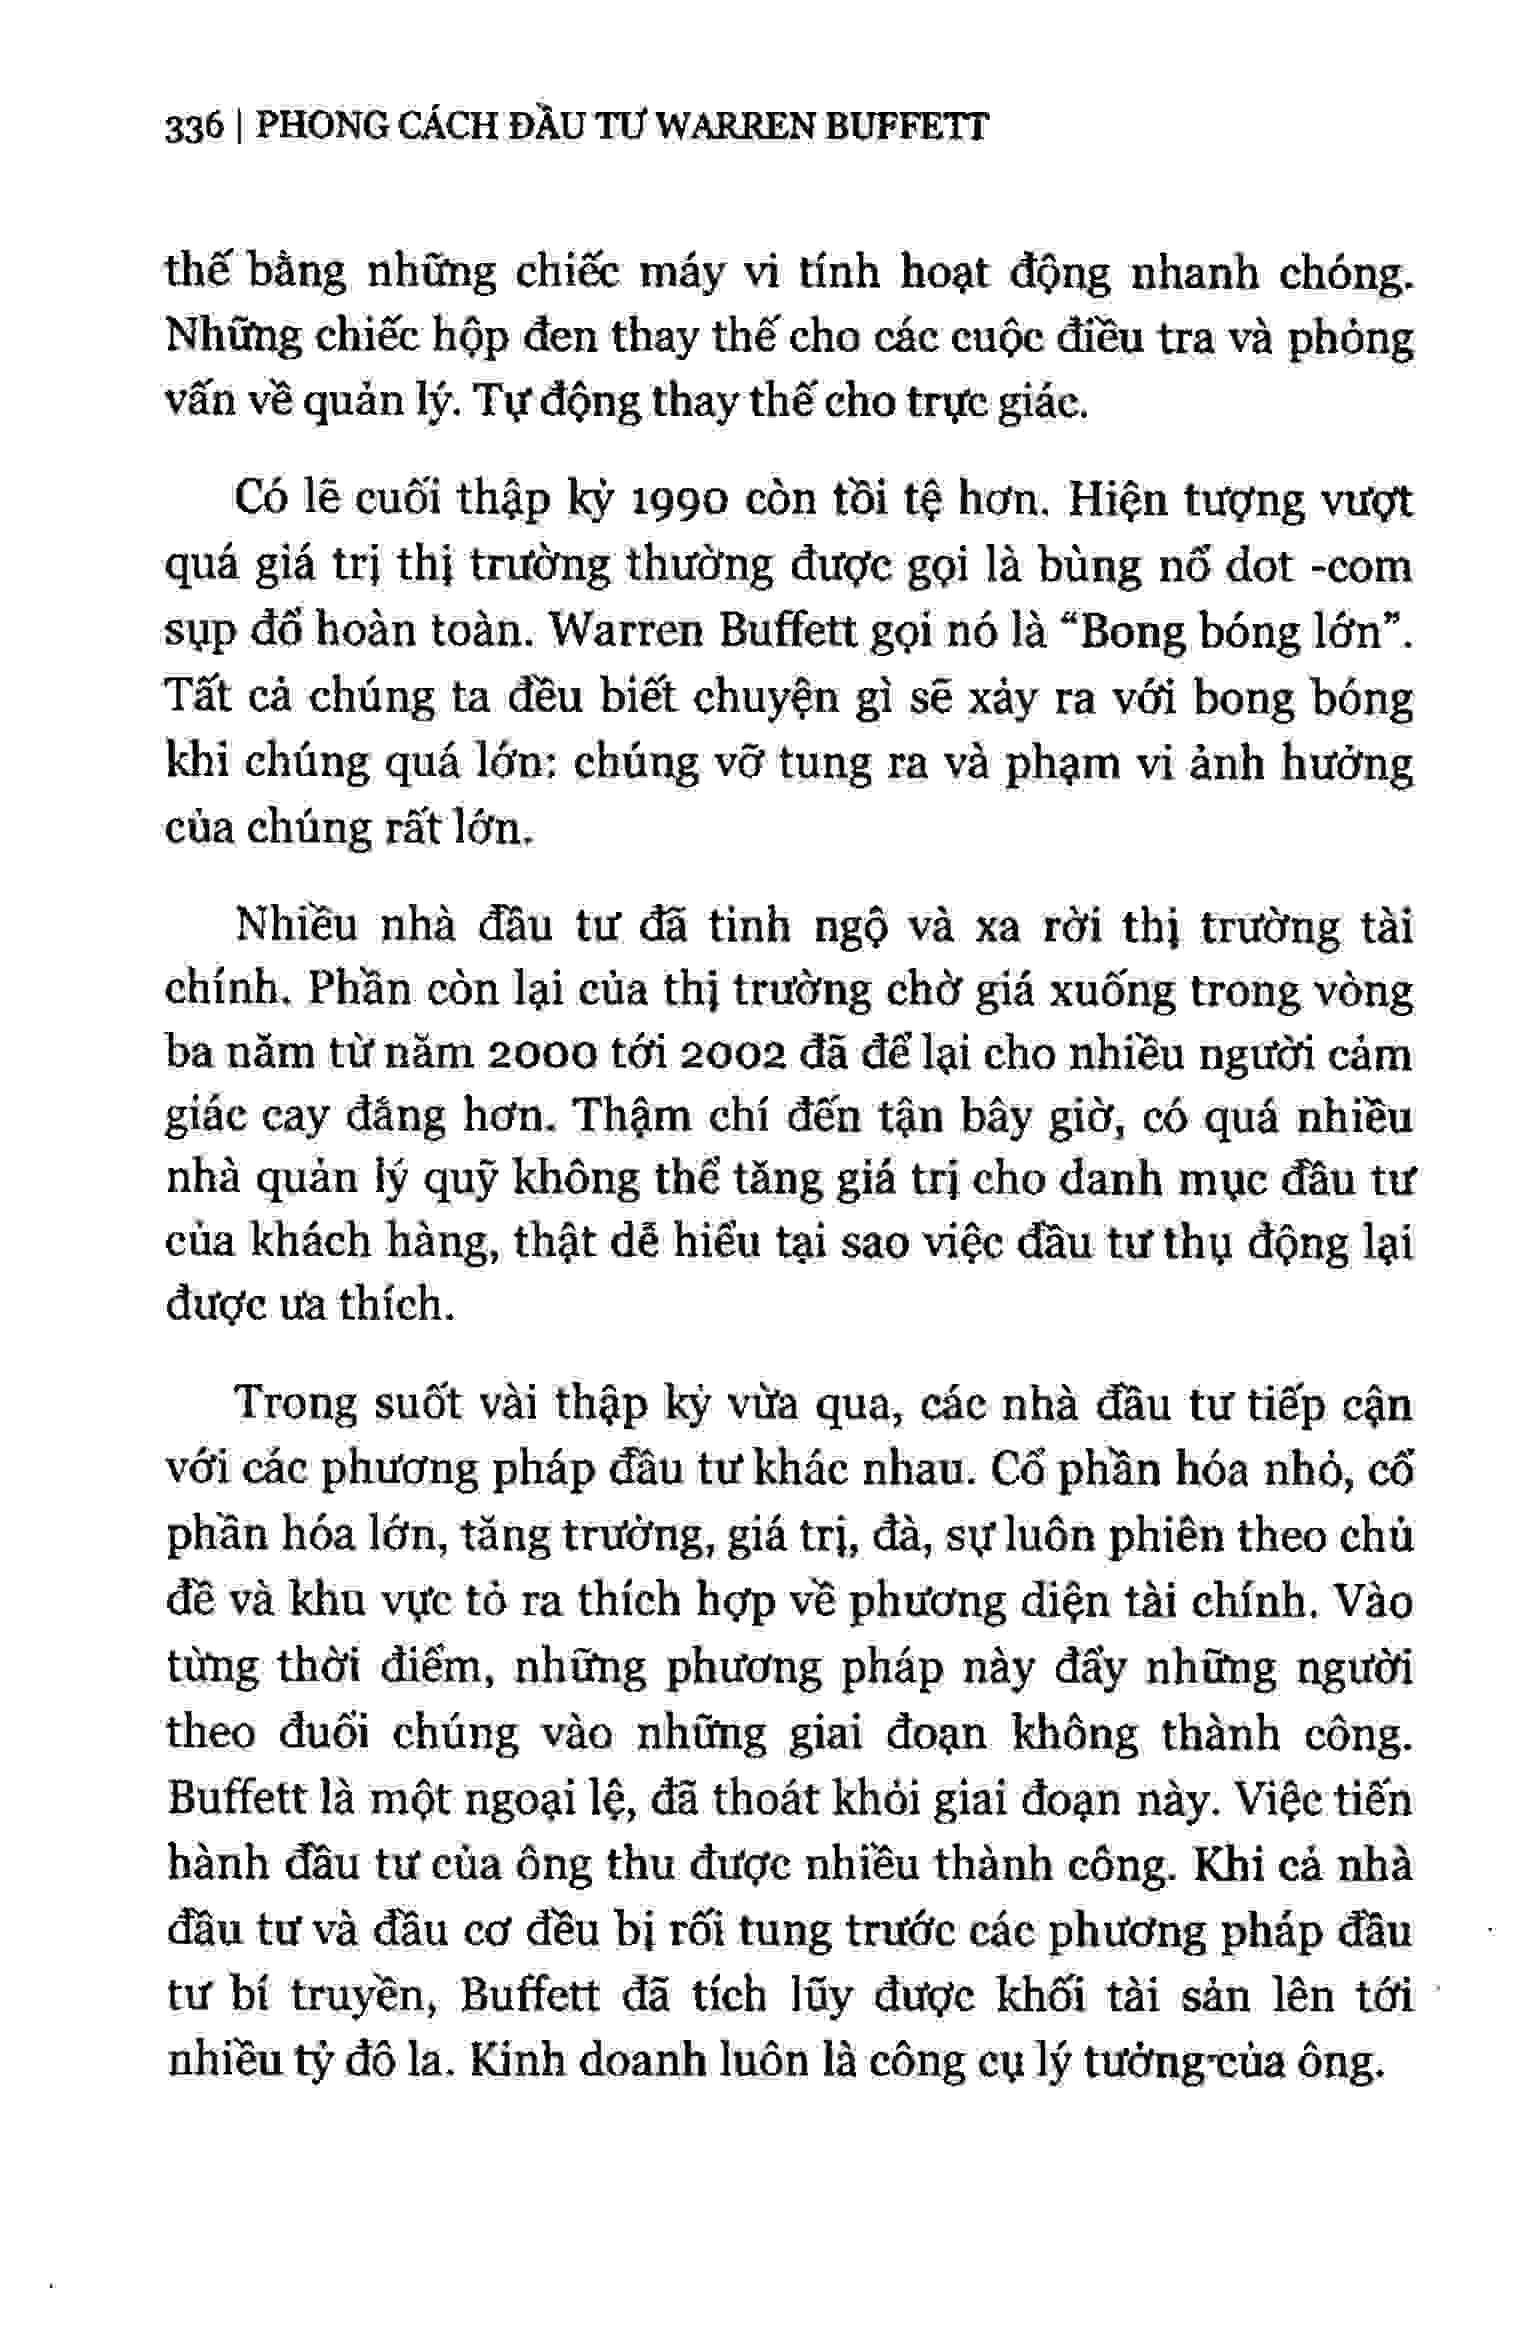 336 | PHONG CÁCH ĐẦU TƯ WARREN BUFFETT
thế bằng những chiếc máy vi tính hoạt động nhanh chóng.
Những chiếc hộp đen thay thế cho các cuộc điều tra và phỏng
vấn về quản lý. Tự động thay thế cho trực giác.
Có lẽ cuối thập kỷ 1990 còn tồi tệ hơn. Hiện tượng vượt
quá giá trị thị trường thường được gọi là bùng nổ dot -com
sụp đổ hoàn toàn. Warren Buffett gọi nó là “Bong bóng lớn”.
Tất cả chúng ta đều biết chuyện gì sẽ xảy ra với bong bóng
khi chúng quá lớn: chúng vỡ tung ra và phạm vi ảnh hưởng
của chúng rất lớn.
Nhiều nhà đầu tư đã tỉnh ngộ và xa rời thị trường tài
chính. Phần còn lại của thị trường chờ giá xuống trong vòng
ba năm từ năm 2000 tới 2002 đã để lại cho nhiều người cảm
giác cay đắng hơn. Thậm chí đến tận bây giờ, có quá nhiều
nhà quản lý quỹ không thể tăng giá trị cho danh mục đầu tư
của khách hàng, thật dễ hiểu tại sao việc đầu tư thụ động lại
được ưa thích.
Trong suốt vài thập kỷ vừa qua, các nhà đầu tư tiếp cận
với các phương pháp đầu tư khác nhau. Cổ phần hóa nhỏ, cổ
phần hóa lớn, tăng trưởng, giá trị, đà, sự luôn phiên theo chủ
đề và khu vực tỏ ra thích hợp về phương diện tài chính. Vào
từng thời điểm, những phương pháp này đẩy những người
theo đuổi chúng vào những giai đoạn không thành công.
Buffett là một ngoại lệ, đã thoát khỏi giai đoạn này. Việc tiến
hành đầu tư của ông thu được nhiều thành công. Khi cả nhà
đầu tư và đầu cơ đều bị rối tung trước các phương pháp đầu
tư bí truyền, Buffett đã tích lũy được khối tài sản lên tới
nhiều tỷ đô la. Kinh doanh luôn là công cụ lý tưởng của ông.